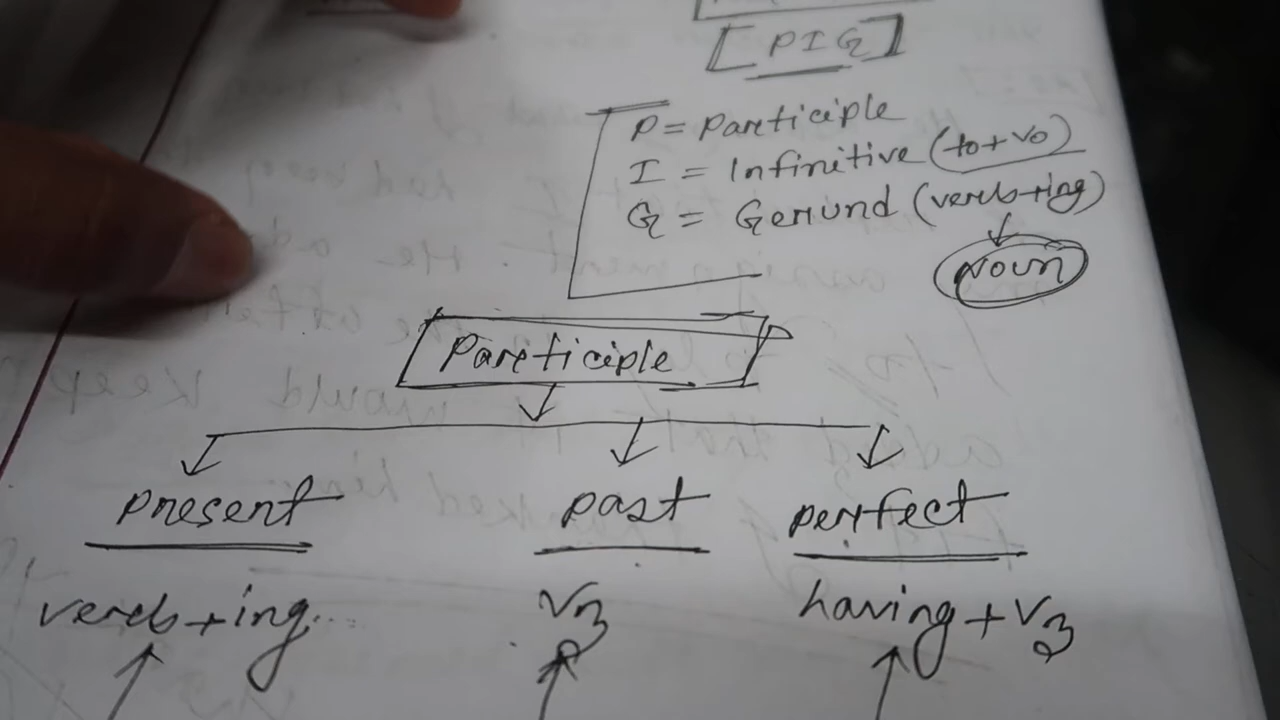 [PIG]
P = Participle
I = Infinitive (to+v0)
G = Gerund (verb+ing)
Noun
Participle
present past perfect
verb+ing... V3 having+V3